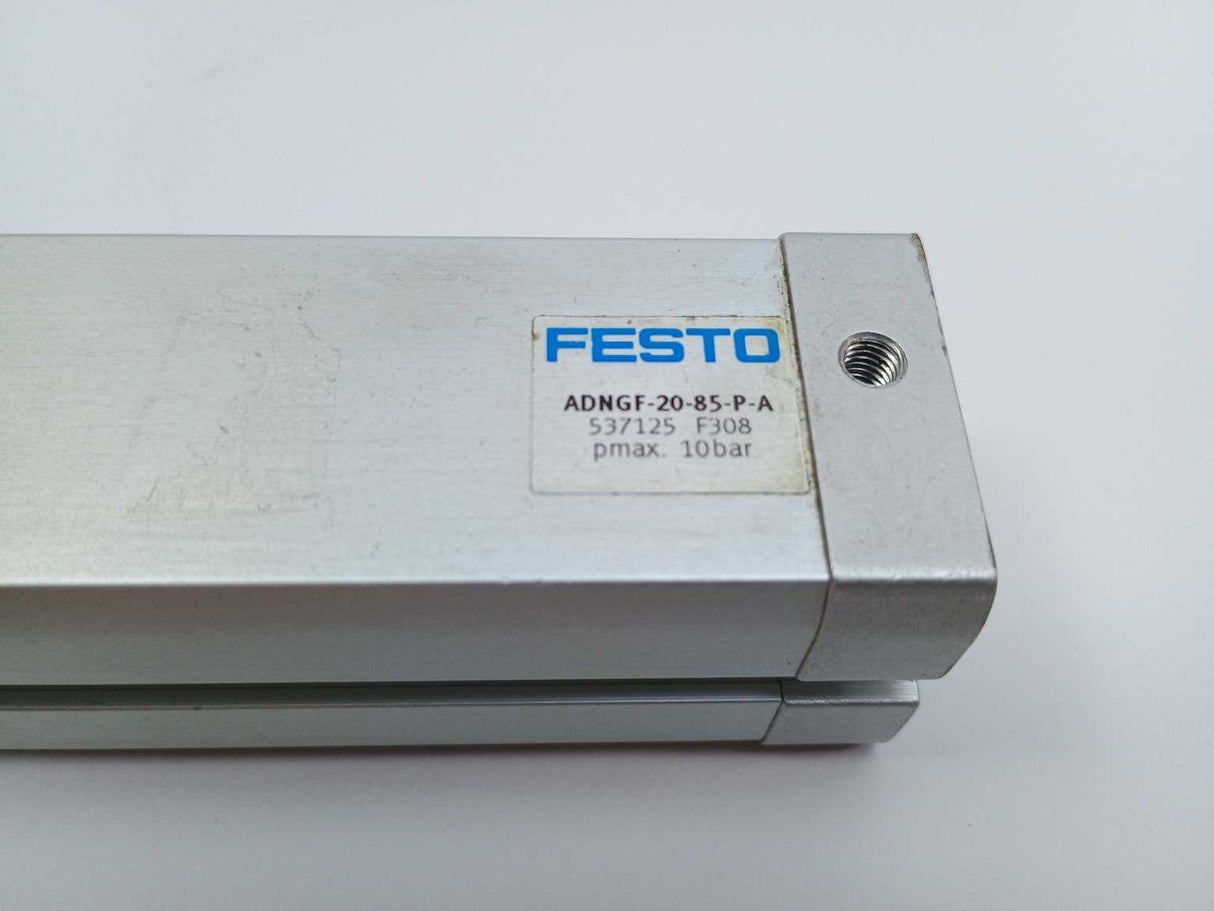 FESTO
ADNGF-20-85-P-A
537125 F308
pmax. 10bar